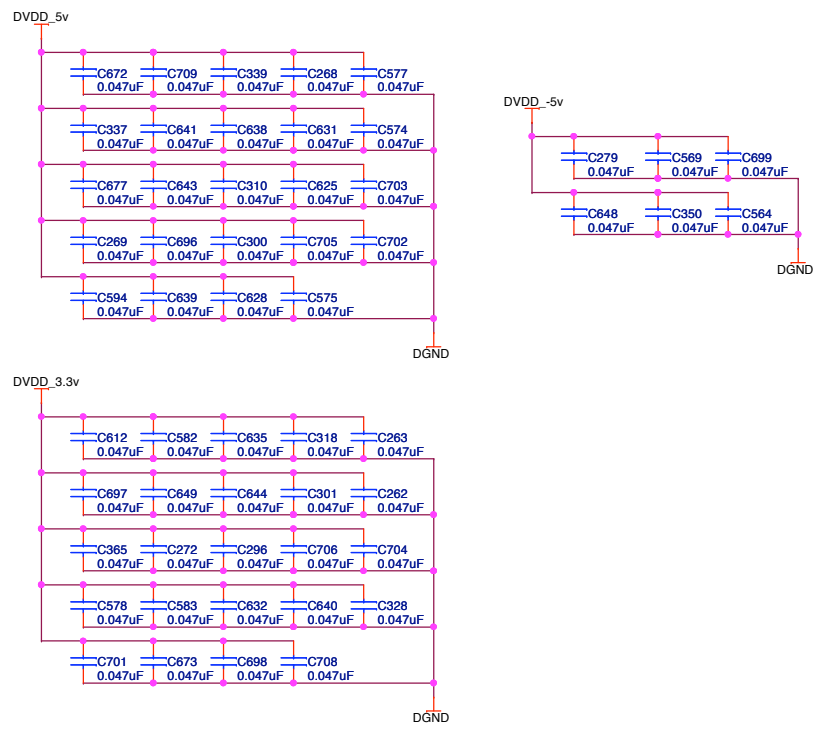 DVDD_5v
C672 C709 C339 C268 C577
0.047uF 0.047uF 0.047uF 0.047uF 0.047uF
C337 C641 C638 C631 C574
0.047uF 0.047uF 0.047uF 0.047uF 0.047uF
C677 C643 C310 C625 C703
0.047uF 0.047uF 0.047uF 0.047uF 0.047uF
C269 C696 C300 C705 C702
0.047uF 0.047uF 0.047uF 0.047uF 0.047uF
C594 C639 C628 C575
0.047uF 0.047uF 0.047uF 0.047uF
DGND
DVDD_-5v
C279 C569 C699
0.047uF 0.047uF 0.047uF
C648 C350 C564
0.047uF 0.047uF 0.047uF
DGND
DVDD_3.3v
C612 C582 C635 C318 C263
0.047uF 0.047uF 0.047uF 0.047uF 0.047uF
C697 C649 C644 C301 C262
0.047uF 0.047uF 0.047uF 0.047uF 0.047uF
C365 C272 C296 C706 C704
0.047uF 0.047uF 0.047uF 0.047uF 0.047uF
C578 C583 C632 C640 C328
0.047uF 0.047uF 0.047uF 0.047uF 0.047uF
C701 C673 C698 C708
0.047uF 0.047uF 0.047uF 0.047uF
DGND